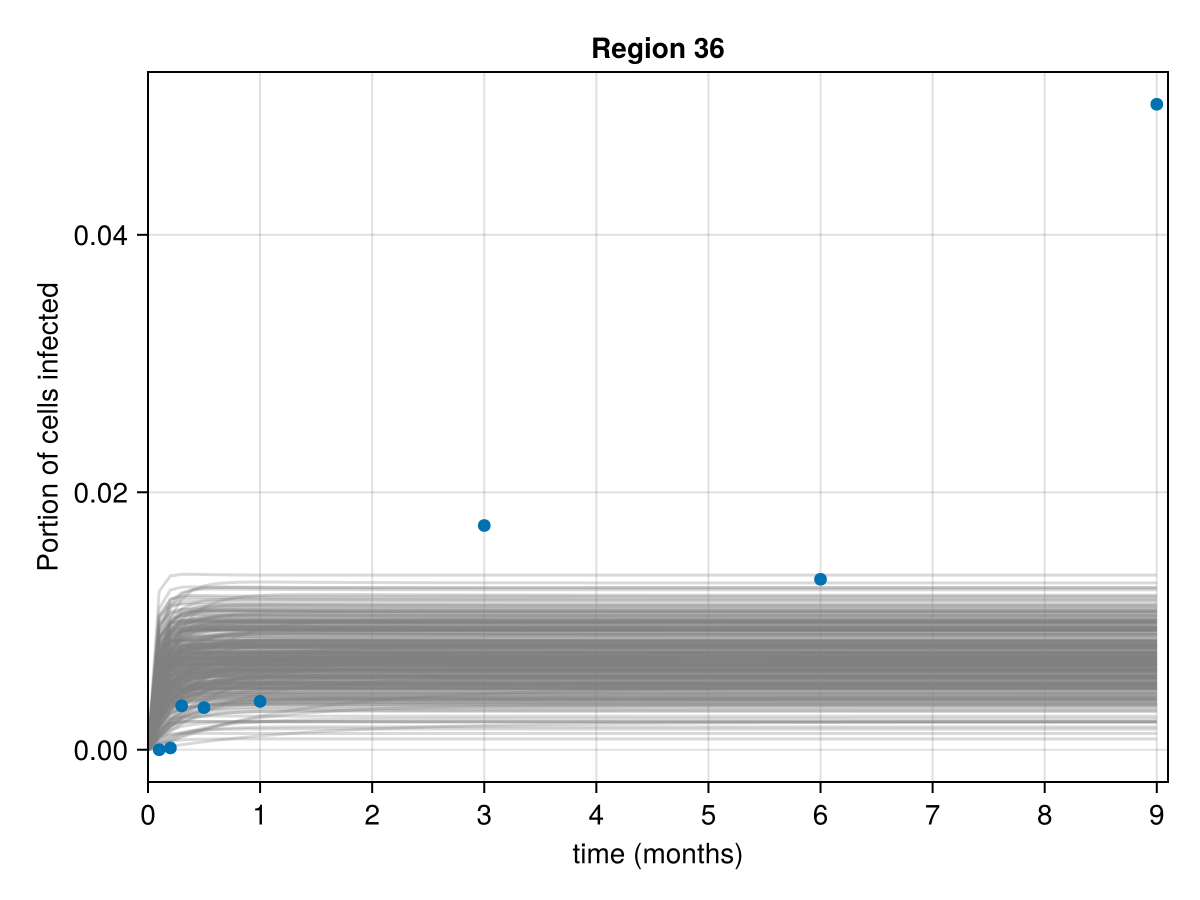 Region 36
Portion of cells infected
0.04
0.02
0.00
0 1 2 3 4 5 6 7 8 9
time (months)